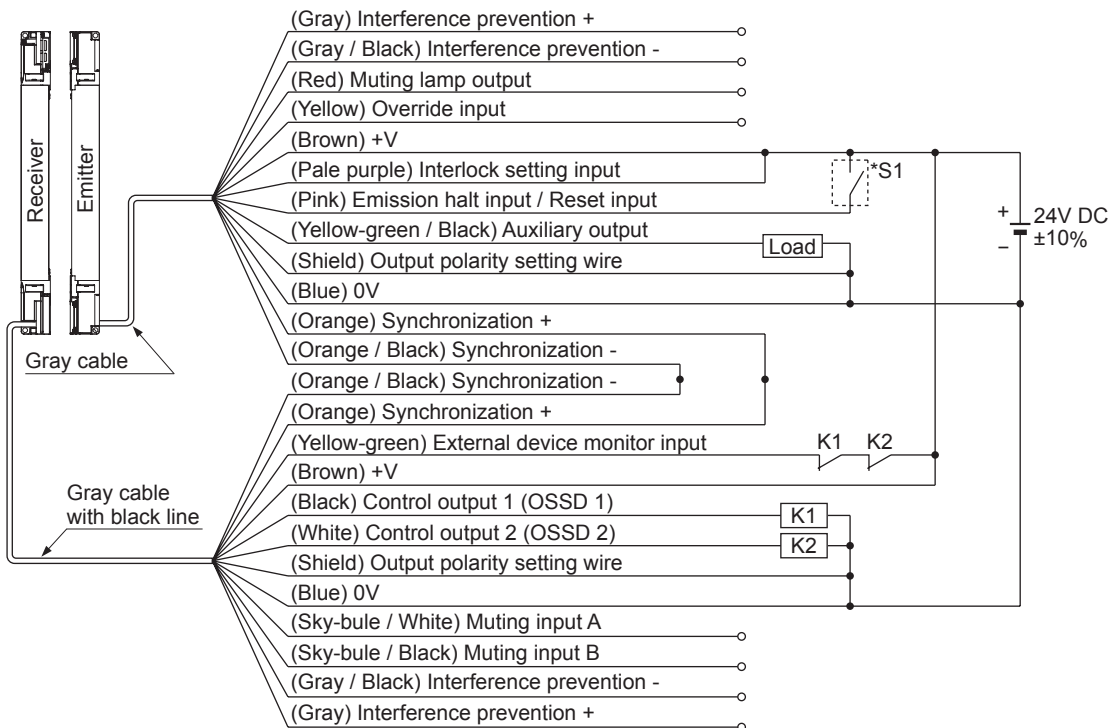 (Gray) Interference prevention +
(Gray / Black) Interference prevention -
(Red) Muting lamp output
(Yellow) Override input
(Brown) +V
(Pale purple) Interlock setting input
*S1
(Pink) Emission halt input / Reset input
+ 24V DC
− ±10%
(Yellow-green / Black) Auxiliary output
Load
(Shield) Output polarity setting wire
(Blue) 0V
(Orange) Synchronization +
(Orange / Black) Synchronization -
Receiver
Emitter
Gray cable
(Orange / Black) Synchronization -
(Orange) Synchronization +
(Yellow-green) External device monitor input
K1 K2
(Brown) +V
Gray cable
with black line
(Black) Control output 1 (OSSD 1)
K1
(White) Control output 2 (OSSD 2)
K2
(Shield) Output polarity setting wire
(Blue) 0V
(Sky-bule / White) Muting input A
(Sky-bule / Black) Muting input B
(Gray / Black) Interference prevention -
(Gray) Interference prevention +